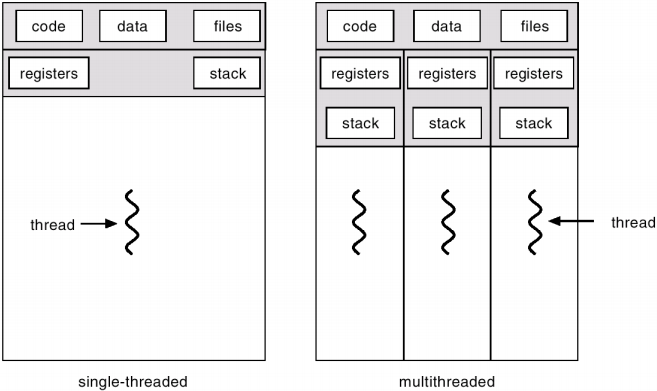 code data files
registers stack
thread
single-threaded
code data files
registers registers registers
stack stack stack
thread
multithreaded